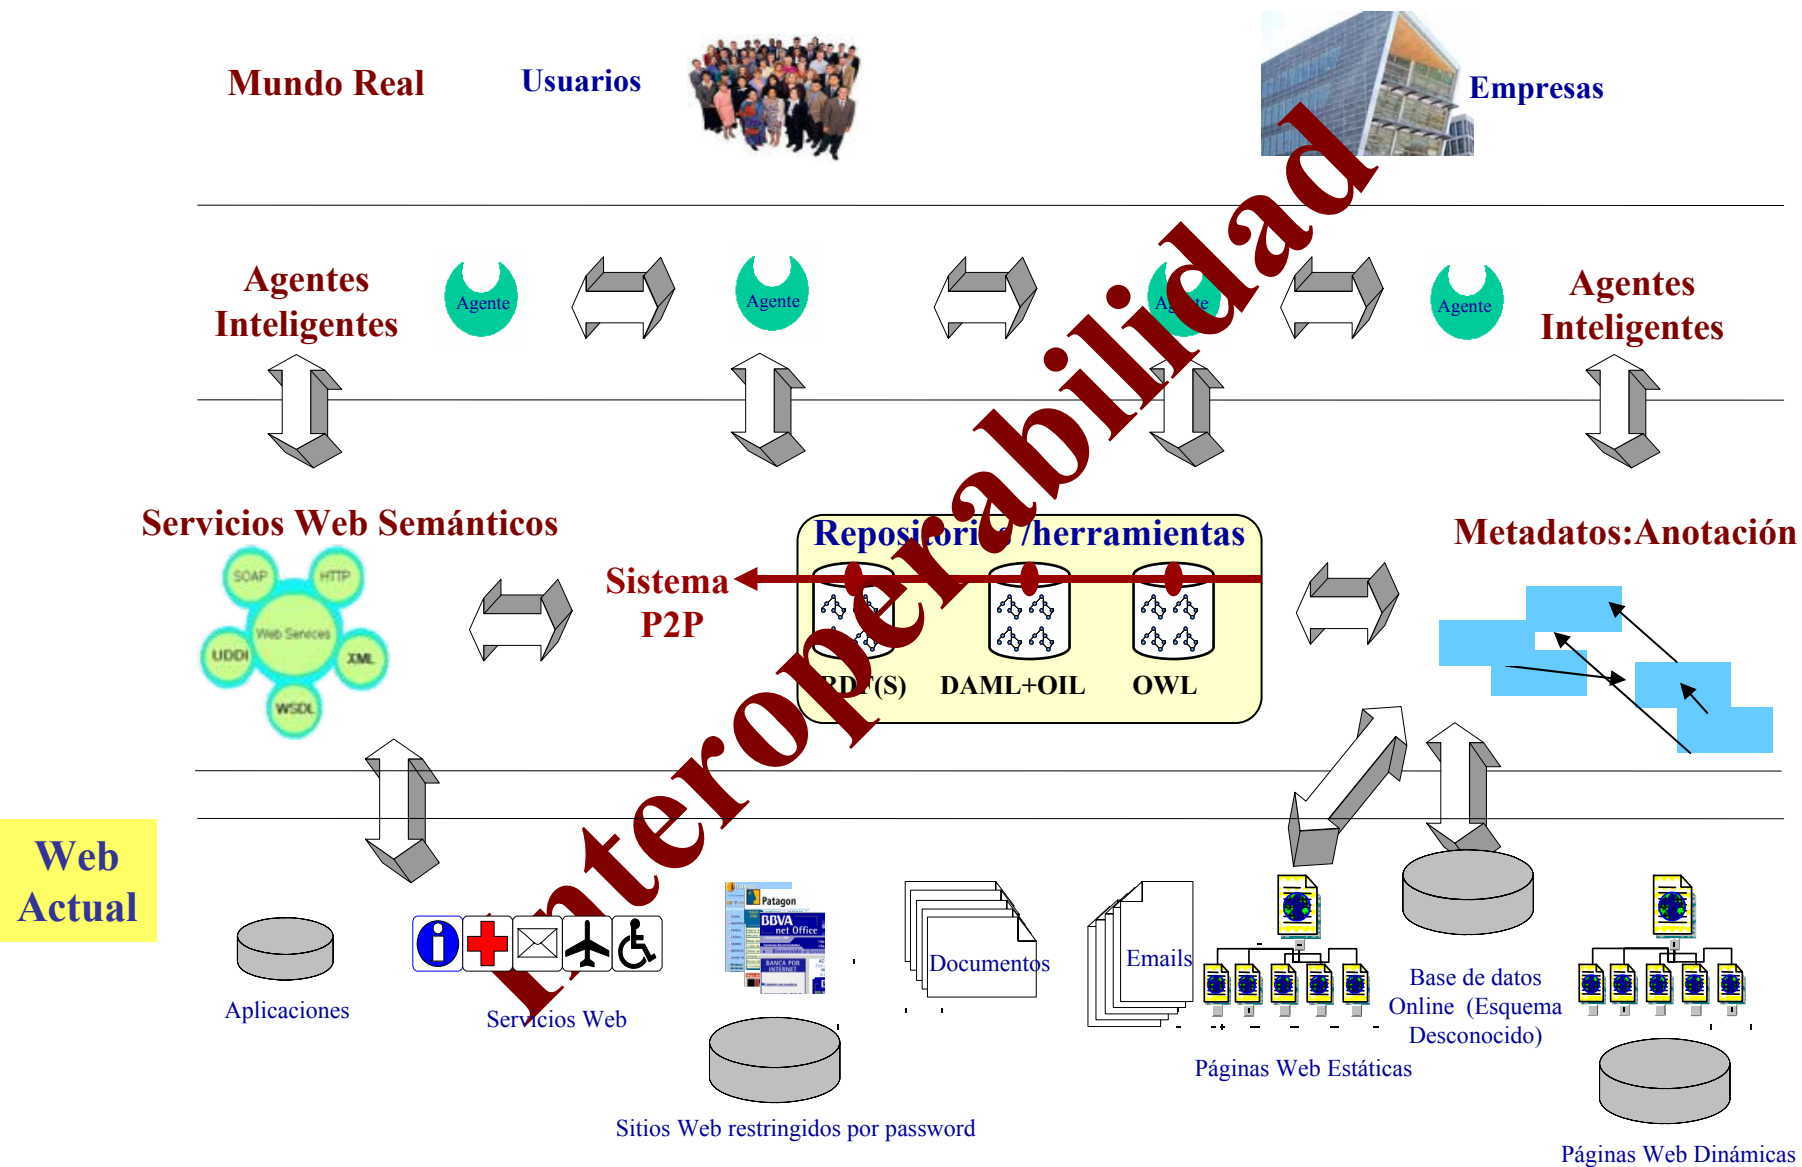 Mundo Real
Usuarios
Empresas
Agentes
Inteligentes
Agente
Agente
Agente
Agente
Agentes
Inteligentes
Interoperabilidad
Servicios Web Semánticos
Repositorios /herramientas
Metadatos:Anotación
SOAP
HTTP
Web Services
UDDI
XML
WSDL
Sistema
P2P
RDF(S)
DAML+OIL
OWL
Web
Actual
Patagon
BBVA
net Office
BANCA POR
INTERNET
Documentos
Emails
Aplicaciones
Servicios Web
Base de datos
Online (Esquema
Desconocido)
Páginas Web Estáticas
Sitios Web restringidos por password
Páginas Web Dinámicas